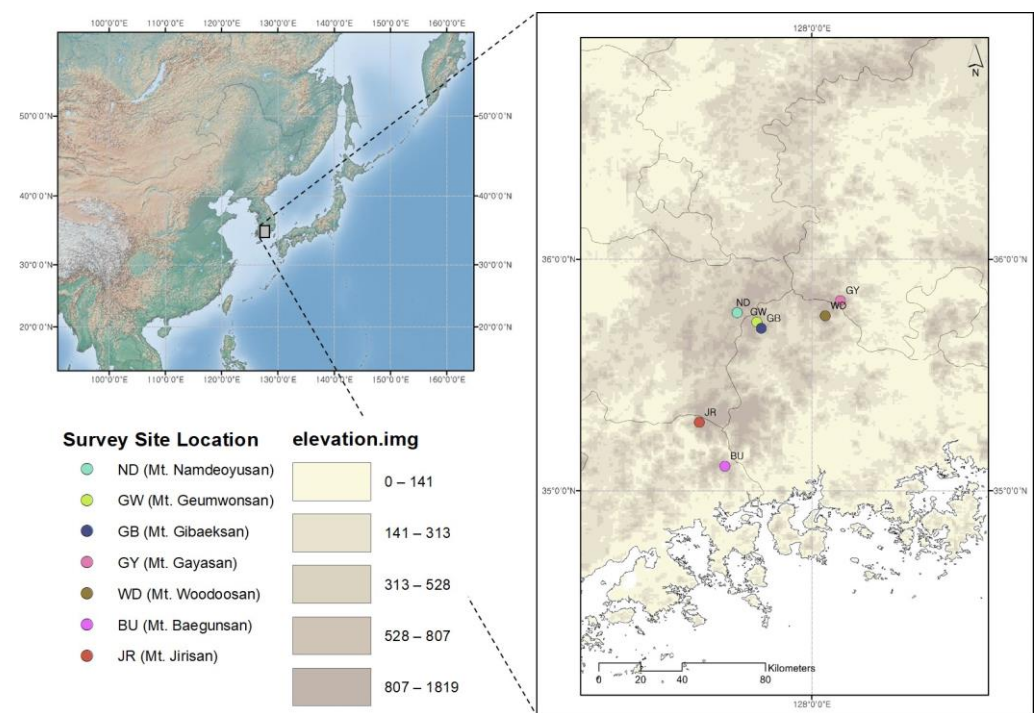 100°0'0"E 110°0'0"E 120°0'0"E 130°0'0"E 140°0'0"E 150°0'0"E 160°0'0"E
50°0'0"N 50°0'0"N
40°0'0"N 40°0'0"N
30°0'0"N 30°0'0"N
20°0'0"N 20°0'0"N
100°0'0"E 110°0'0"E 120°0'0"E 130°0'0"E 140°0'0"E 150°0'0"E 160°0'0"E
Survey Site Location
ND (Mt. Namdeoyusan)
GW (Mt. Geumwonsan)
GB (Mt. Gibaeksan)
GY (Mt. Gayasan)
WD (Mt. Woodoosan)
BU (Mt. Baegunsan)
JR (Mt. Jirisan)
elevation.img
0 – 141
141 – 313
313 – 528
528 – 807
807 – 1819
128°0'0"E
N
36°0'0"N 36°0'0"N
GY
ND WD
GW
GB
JR
BU
35°0'0"N 35°0'0"N
Kilometers
0 20 40 80
128°0'0"E